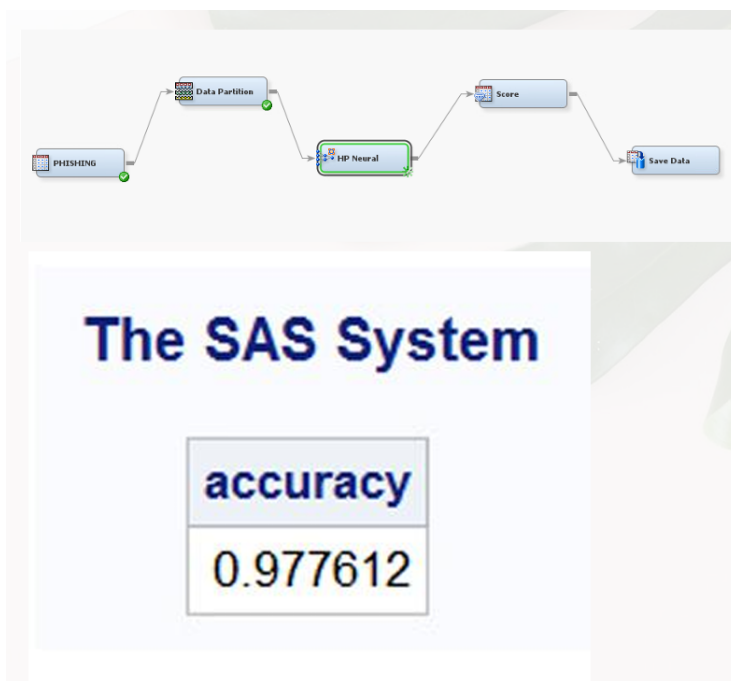 Data Partition
Score
PHISHING
HP Neural
Save Data
The SAS System
accuracy
0.977612